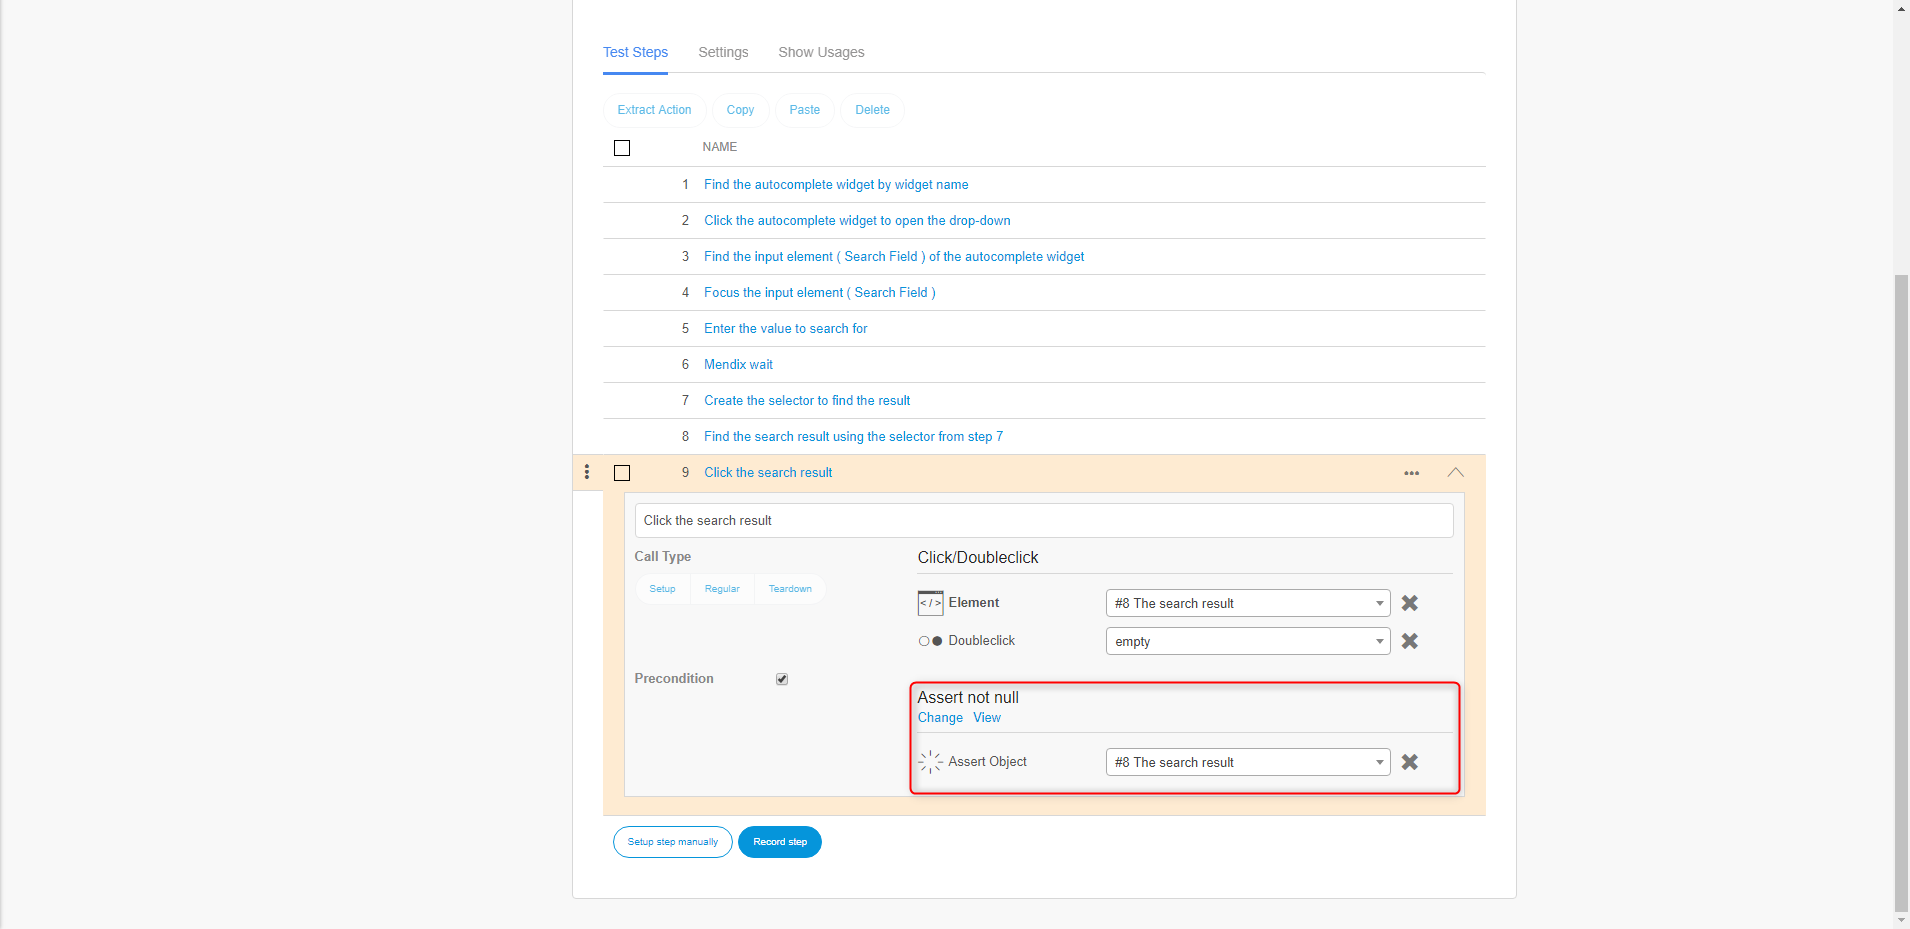 Test Steps Settings Show Usages
Extract Action Copy Paste Delete
NAME
1 Find the autocomplete widget by widget name
2 Click the autocomplete widget to open the drop-down
3 Find the input element ( Search Field ) of the autocomplete widget
4 Focus the input element ( Search Field )
5 Enter the value to search for
6 Mendix wait
7 Create the selector to find the result
8 Find the search result using the selector from step 7
9 Click the search result
Click the search result
Call Type
Setup Regular Teardown
Click/Doubleclick
</> Element #8 The search result
Doubleclick empty
Precondition
Assert not null
Change View
Assert Object #8 The search result
Setup step manually Record step